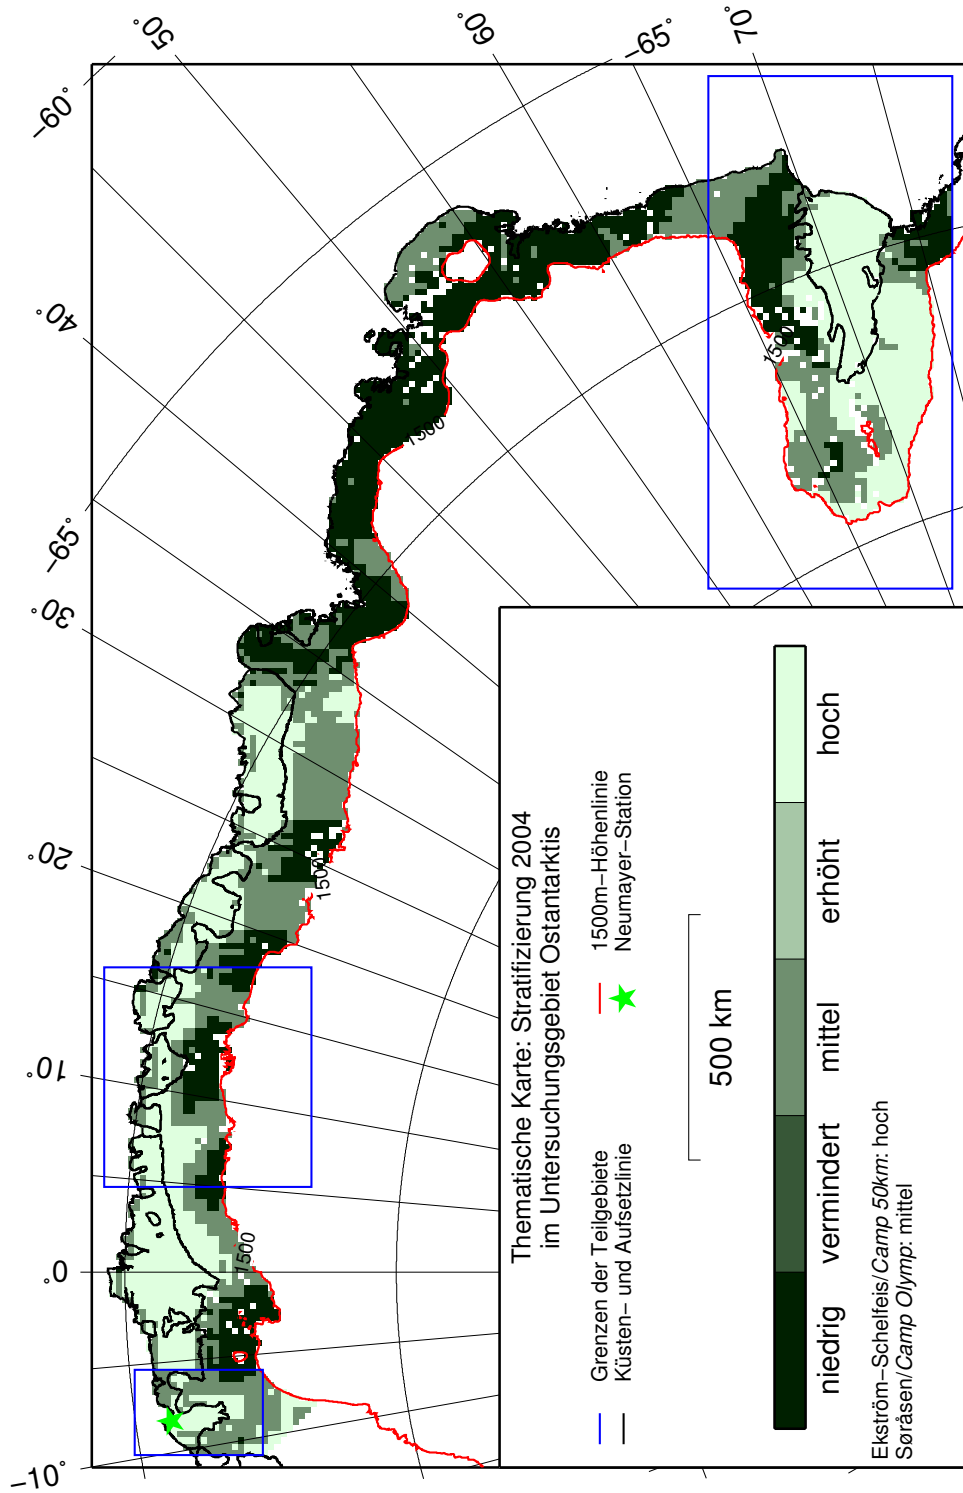 −60°
50°
60°
−65°
70°
40°
−65°
30°
20°
10°
0°
−10°
1500
1500
1500
1500
Thematische Karte: Stratifizierung 2004
im Untersuchungsgebiet Ostantarktis
Grenzen der Teilgebiete
Küsten− und Aufsetzlinie
1500m−Höhenlinie
Neumayer−Station
500 km
niedrig vermindert mittel erhöht hoch
Ekström−Schelfeis/Camp 50km: hoch
Søråsen/Camp Olymp: mittel